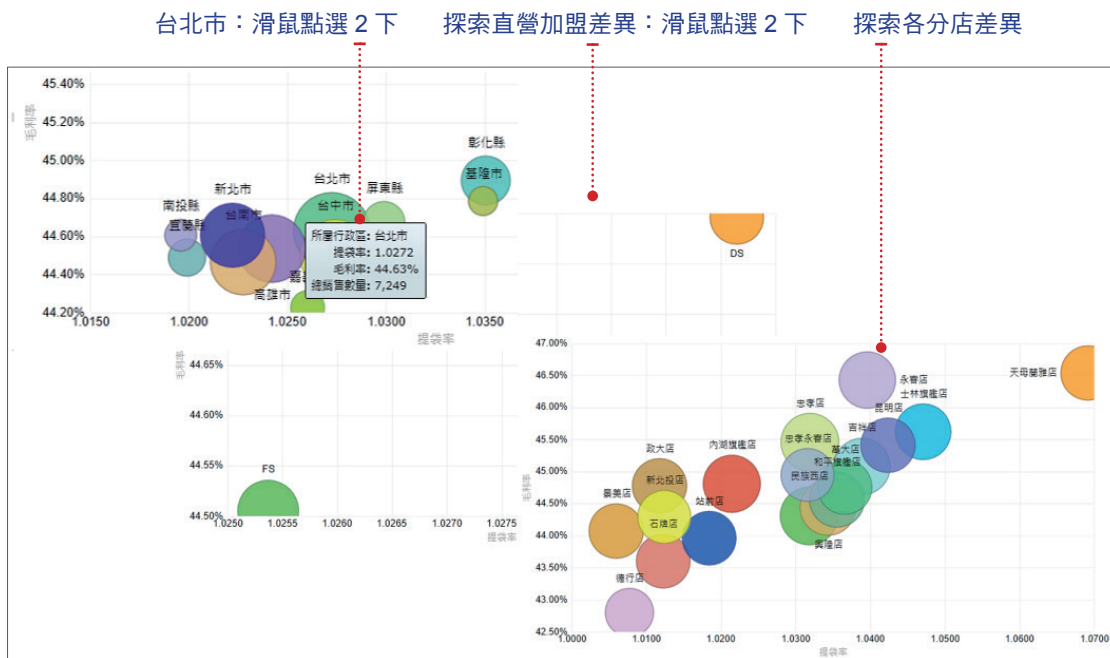 台北市：滑鼠點選 2 下 探索直營加盟差異：滑鼠點選 2 下 探索各分店差異
45.40%
45.20%
45.00%
44.80%
44.60%
44.40%
44.20%
毛利率
彰化縣
基隆市
台北市
新北市
台中市
屏東縣
南投縣
宜蘭縣
台南市
高雄市
所屬行政區: 台北市
提袋率: 1.0272
毛利率: 44.63%
總銷售數量: 7,249
1.0150 1.0200 1.0250 1.0300 1.0350
提袋率
DS
44.65%
44.60%
44.55%
44.50%
毛利率
FS
1.0250 1.0255 1.0260 1.0265 1.0270 1.0275
提袋率
47.00%
46.50%
46.00%
45.50%
45.00%
44.50%
44.00%
43.50%
43.00%
42.50%
毛利率
天母蘭雅店
永春店
士林旗艦店
忠孝店
昆明店
吉祥店
忠孝永春店
萬大店
政大店
內湖旗艦店
和平旗艦店
民族西店
新北投店
景美店
站前店
石牌店
興隆店
德行店
1.0000 1.0100 1.0200 1.0300 1.0400 1.0500 1.0600 1.0700
提袋率